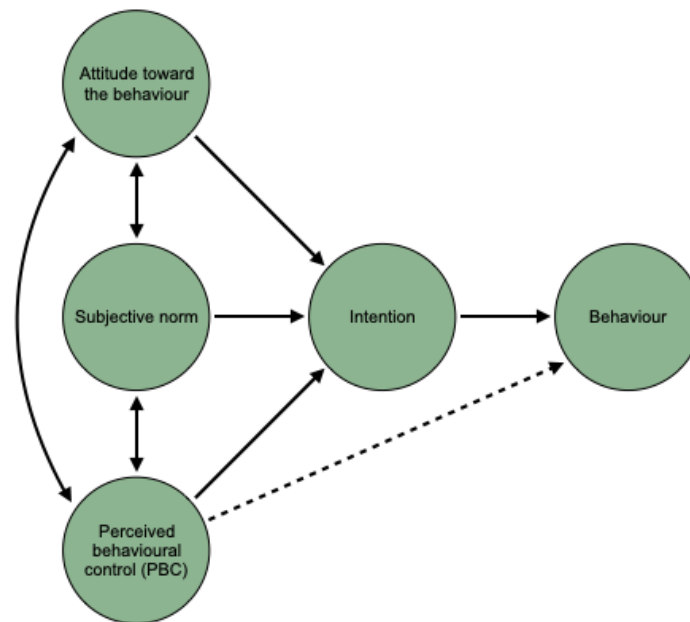 Attitude toward
the behaviour
Subjective norm
Intention
Behaviour
Perceived
behavioural
control (PBC)